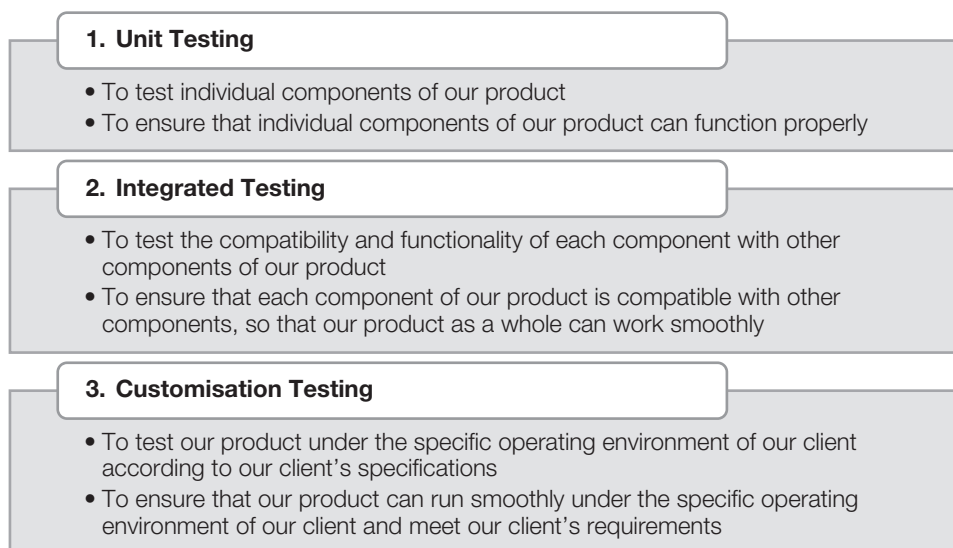 1. Unit Testing
• To test individual components of our product
• To ensure that individual components of our product can function properly
2. Integrated Testing
• To test the compatibility and functionality of each component with other
components of our product
• To ensure that each component of our product is compatible with other
components, so that our product as a whole can work smoothly
3. Customisation Testing
• To test our product under the specific operating environment of our client
according to our client’s specifications
• To ensure that our product can run smoothly under the specific operating
environment of our client and meet our client’s requirements